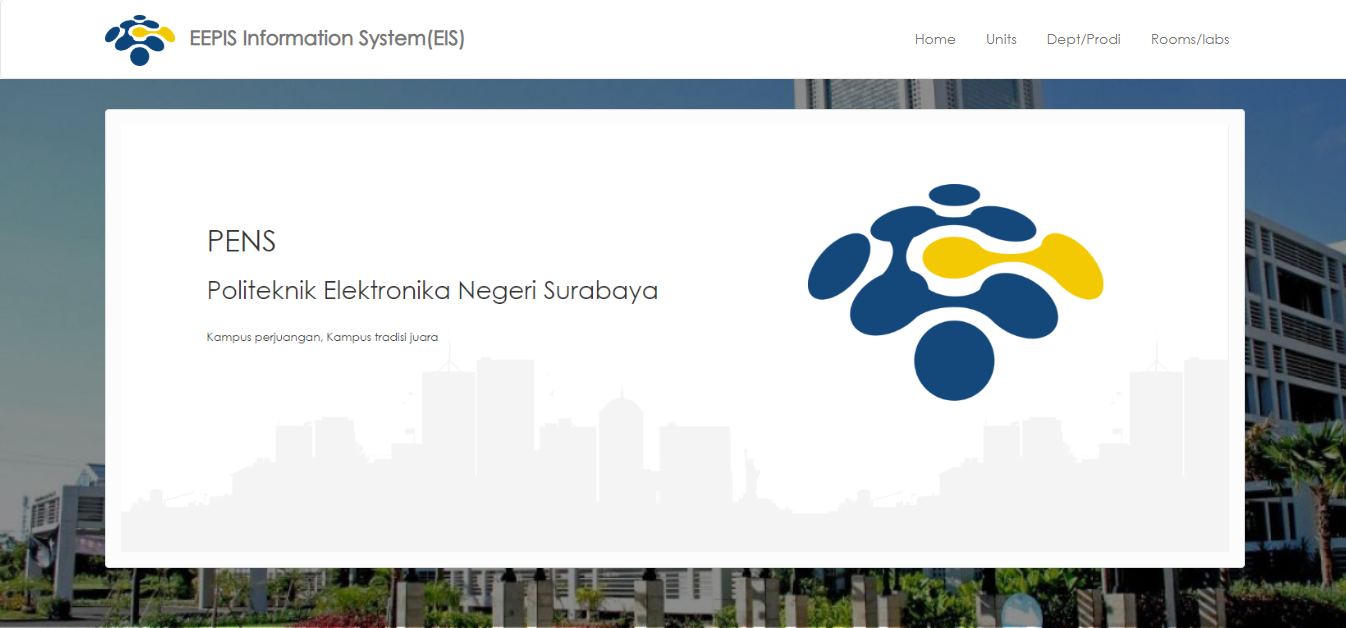 EEPIS Information System(EIS)
Home Units Dept/Prodi Rooms/labs
PENS
Politeknik Elektronika Negeri Surabaya
Kampus perjuangan, Kampus tradisi juara